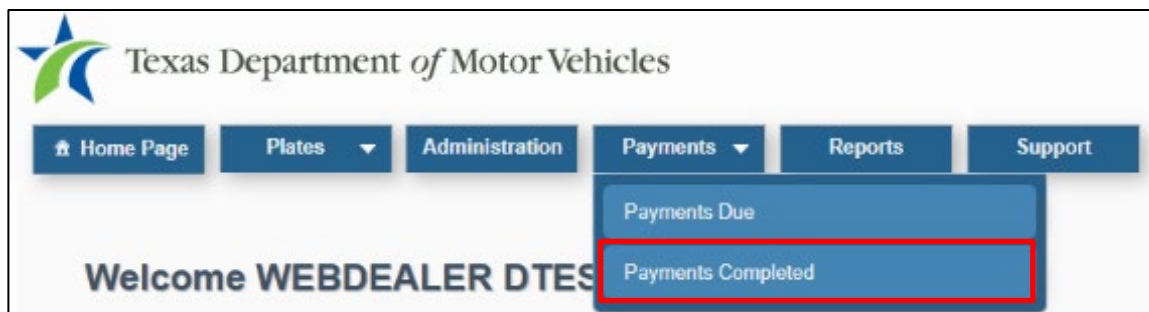 Texas Department of Motor Vehicles
Home Page Plates Administration Payments Reports Support
Payments Due
Payments Completed
Welcome WEBDEALER DTES